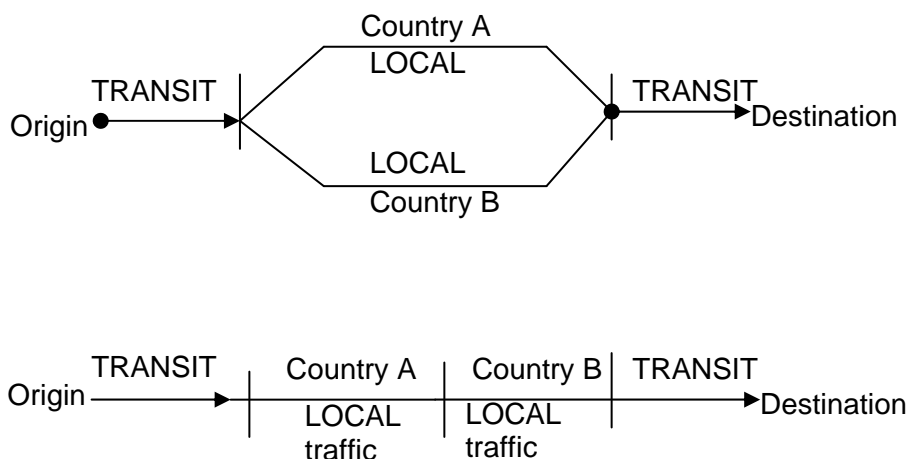 Country A
LOCAL
TRANSIT
TRANSIT
Origin
Destination
LOCAL
Country B
TRANSIT
Country A
Country B
TRANSIT
Origin
Destination
LOCAL
traffic
LOCAL
traffic